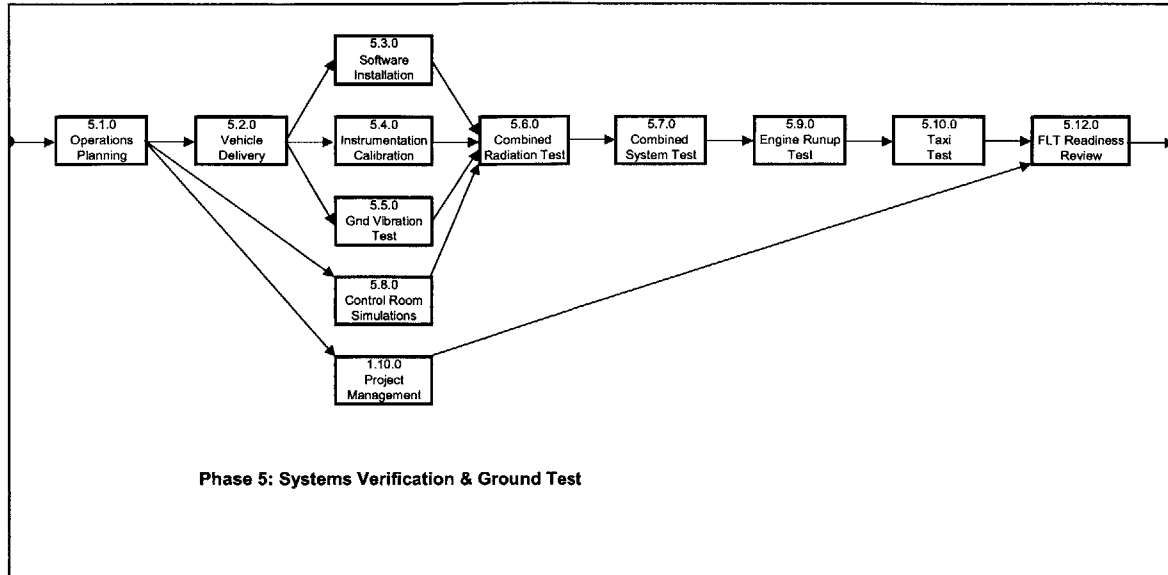 5.3.0
Software
Installation
5.1.0
Operations
Planning
5.2.0
Vehicle
Delivery
5.4.0
Instrumentation
Calibration
5.6.0
Combined
Radiation Test
5.7.0
Combined
System Test
5.9.0
Engine Runup
Test
5.10.0
Taxi
Test
5.12.0
FLT Readiness
Review
5.5.0
Gnd Vibration
Test
5.8.0
Control Room
Simulations
1.10.0
Project
Management
Phase 5: Systems Verification & Ground Test